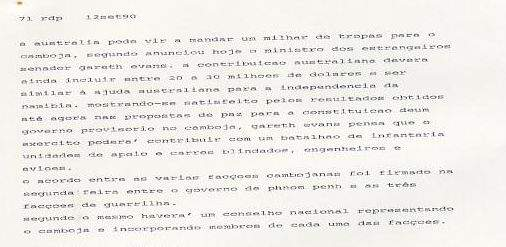 71 rdp    12set90
a australia pode vir a mandar um milhar de tropas para o
camboja, segundo anunciou hoje o ministro dos estrangeiros
senador gareth evans. a contribuicao australiana devera
ainda incluir entre 20 a 30 milhoes de dolares e ser
similar á ajuda australiana para a independencia da
namibia. mostrando-se satisfeito pelos resultados obtidos
até agora nas propostas de paz para a constituicao deum
governo provisorio no camboja, gareth evans pensa que o
exercito podera' contribuir com um batalhao de infantaria
unidades de apoio e carros blindados, engenheiros e
avioes.
o acordo entre as varias facçoes cambojanas foi firmado na
segunda feira entre o governo de phnom penh e as três
facçoes de guerrilha.
segundo o mesmo havera' um conselho nacional representando
o camboja e incorporando membros de cada uma das facçoes.